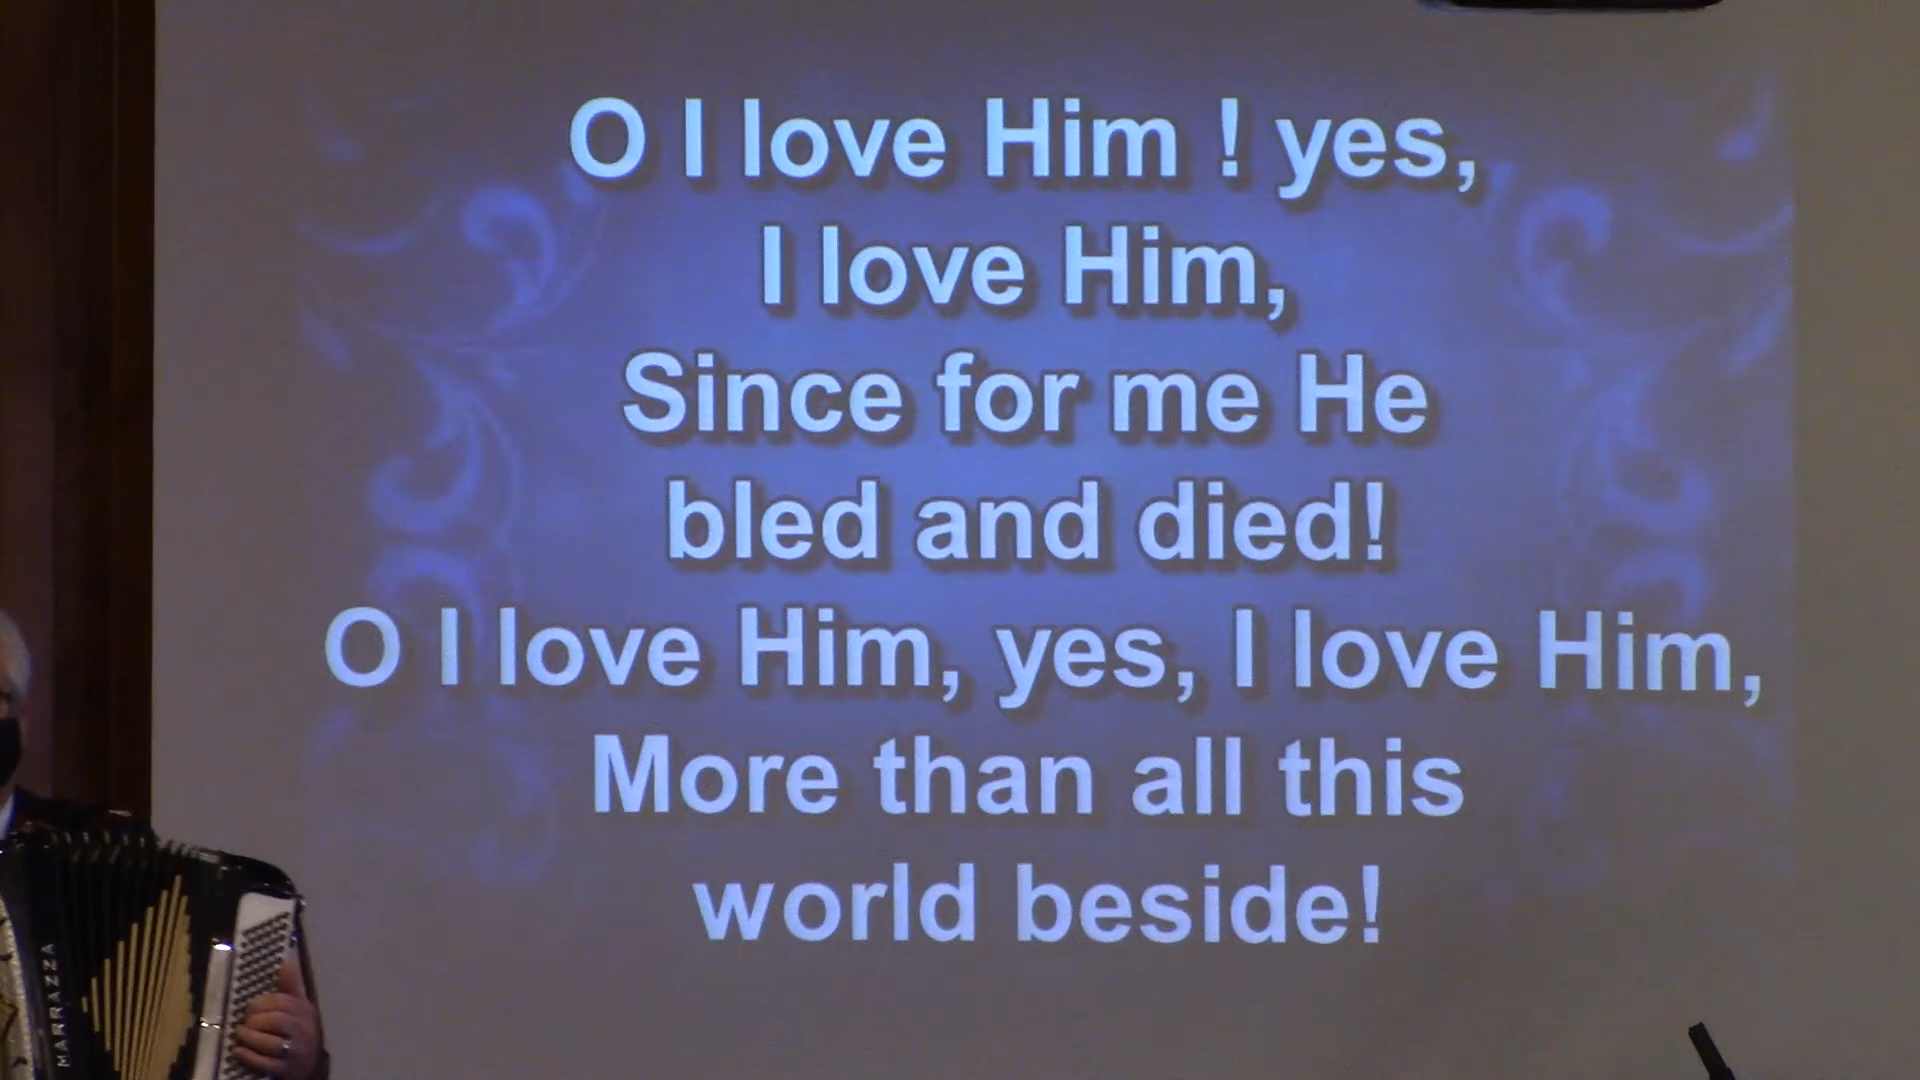 O I love Him ! yes,
I love Him,
Since for me He
bled and died!
O I love Him, yes, I love Him,
More than all this
world beside!
MARRAZZA